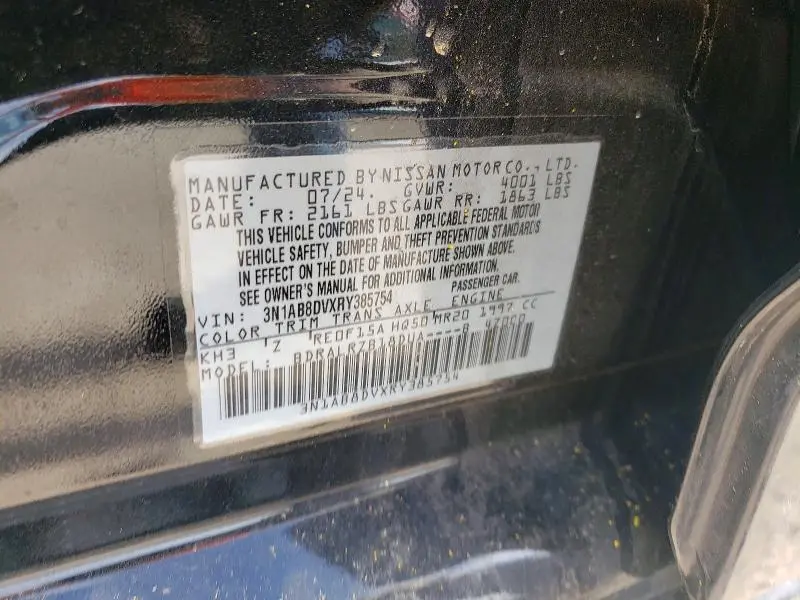 MANUFACTURED BY NISSAN MOTOR CO., LTD.
DATE: 07/24. GVWR: 4001 LBS
GAWR FR: 2161 LBS GAWR RR: 1863 LBS
THIS VEHICLE CONFORMS TO ALL APPLICABLE FEDERAL MOTOR
VEHICLE SAFETY, BUMPER AND THEFT PREVENTION STANDARDS
IN EFFECT ON THE DATE OF MANUFACTURE SHOWN ABOVE.
SEE OWNER'S MANUAL FOR ADDITIONAL INFORMATION.
PASSENGER CAR.
VIN: 3N1AB8DVXRY385754
COLOR TRIM TRANS AXLE ENGINE
KH3 Z RE0F15A HQ50 MR20 1997 CC
MODEL: BDRALRZB18DUA----B
3N1AB8DVXRY385754